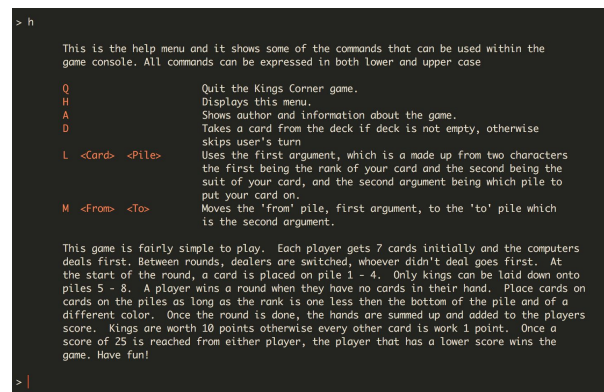 > h
This is the help menu and it shows some of the commands that can be used within the
game console. All commands can be expressed in both lower and upper case
Q Quit the Kings Corner game.
H Displays this menu.
A Shows author and information about the game.
D Takes a card from the deck if deck is not empty, otherwise
skips user's turn
L <Card> <Pile> Uses the first argument, which is a made up from two characters
the first being the rank of your card and the second being the
suit of your card, and the second argument being which pile to
put your card on.
M <From> <To> Moves the 'from' pile, first argument, to the 'to' pile which
is the second argument.
This game is fairly simple to play. Each player gets 7 cards initially and the computers
deals first. Between rounds, dealers are switched, whoever didn't deal goes first. At
the start of the round, a card is placed on pile 1 - 4. Only kings can be laid down onto
piles 5 - 8. A player wins a round when they have no cards in their hand. Place cards on
cards on the piles as long as the rank is one less then the bottom of the pile and of a
different color. Once the round is done, the hands are summed up and added to the players
score. Kings are worth 10 points otherwise every other card is work 1 point. Once a
score of 25 is reached from either player, the player that has a lower score wins the
game. Have fun!
>